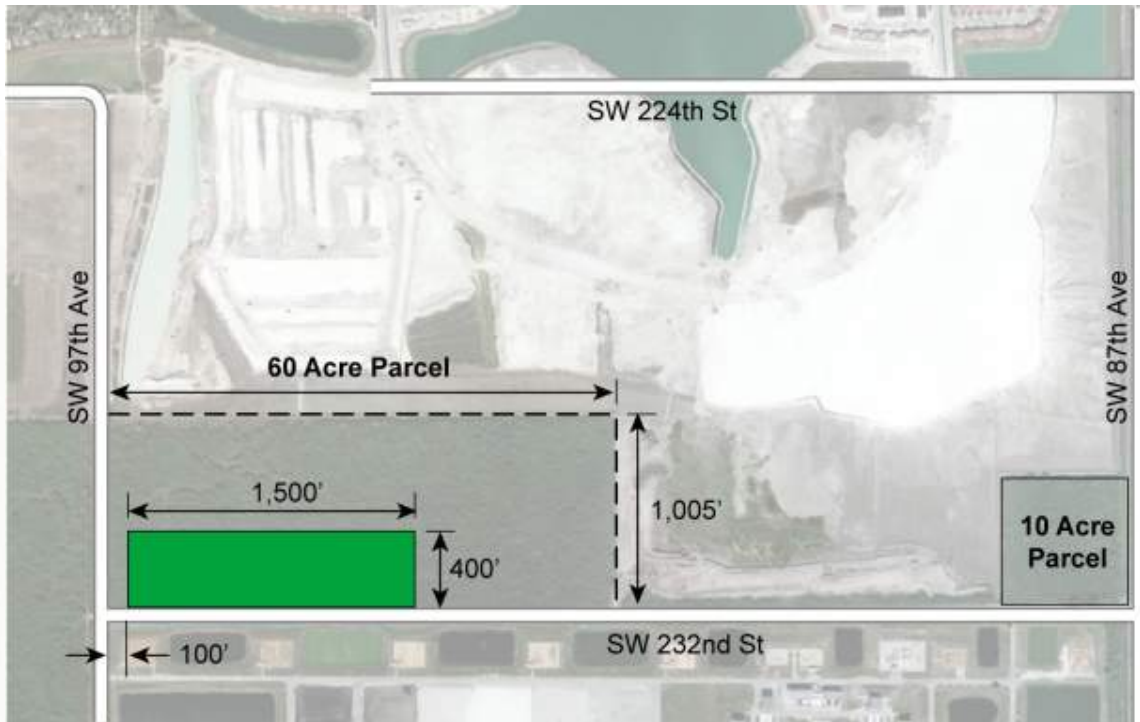 SW 224th St
SW 97th Ave
SW 87th Ave
60 Acre Parcel
1,500’
1,005’
400’
10 Acre
Parcel
SW 232nd St
100’